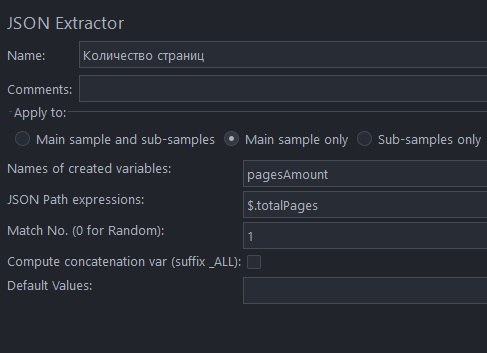 JSON Extractor
Name: Количество страниц
Comments:
Apply to:
Main sample and sub-samples Main sample only Sub-samples only
Names of created variables: pagesAmount
JSON Path expressions: $.totalPages
Match No. (0 for Random): 1
Compute concatenation var (suffix _ALL):
Default Values: